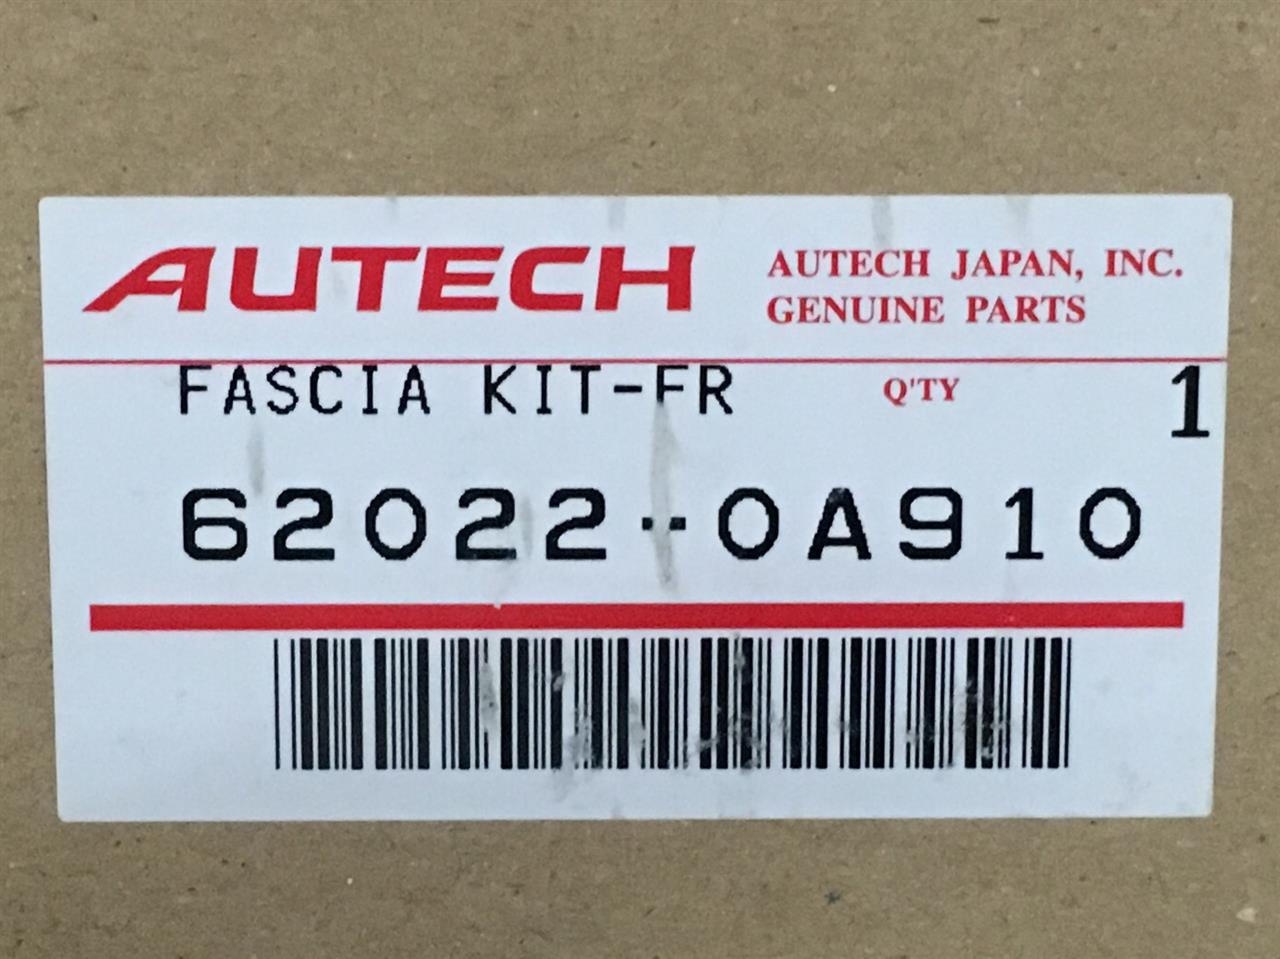 AUTECH
AUTECH JAPAN, INC.
GENUINE PARTS
FASCIA KIT-FR Q'TY 1
62022-0A910